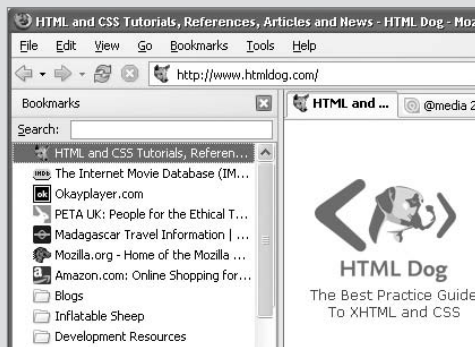 HTML and CSS Tutorials, References, Articles and News - HTML Dog - Moz
File Edit View Go Bookmarks Tools Help
http://www.htmldog.com/
Bookmarks
HTML and ...
@media 2
Search:
HTML and CSS Tutorials, Referen...
The Internet Movie Database (IM...
Okayplayer.com
PETA UK: People for the Ethical T...
Madagascar Travel Information | ...
Mozilla.org - Home of the Mozilla ...
Amazon.com: Online Shopping for...
Blogs
Inflatable Sheep
Development Resources
HTML Dog
The Best Practice Guide
To XHTML and CSS